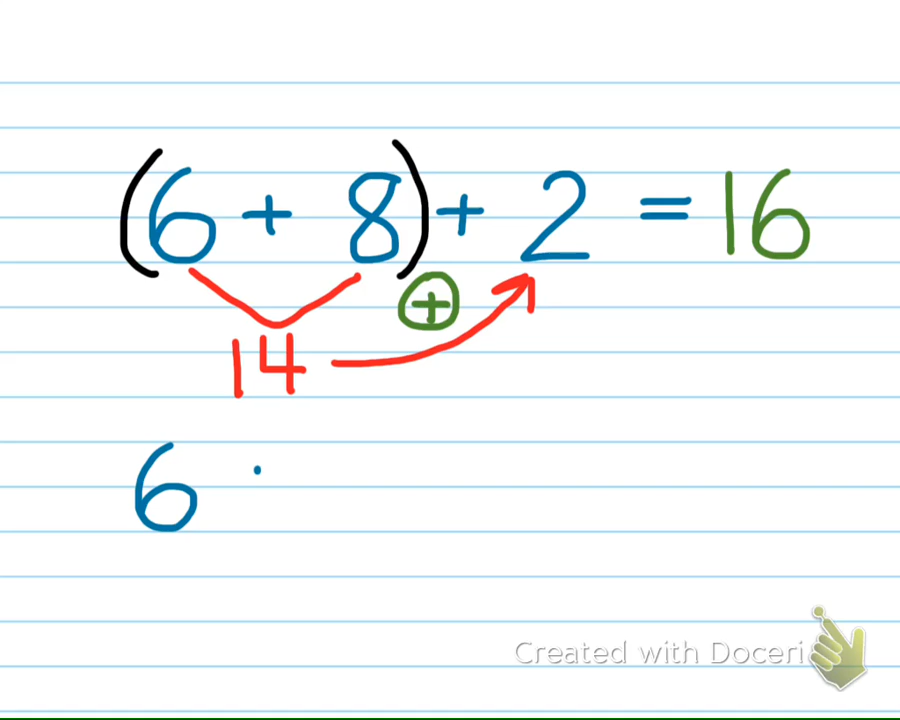 (6 + 8) + 2 = 16
+
14
6 ·
Created with Doceri